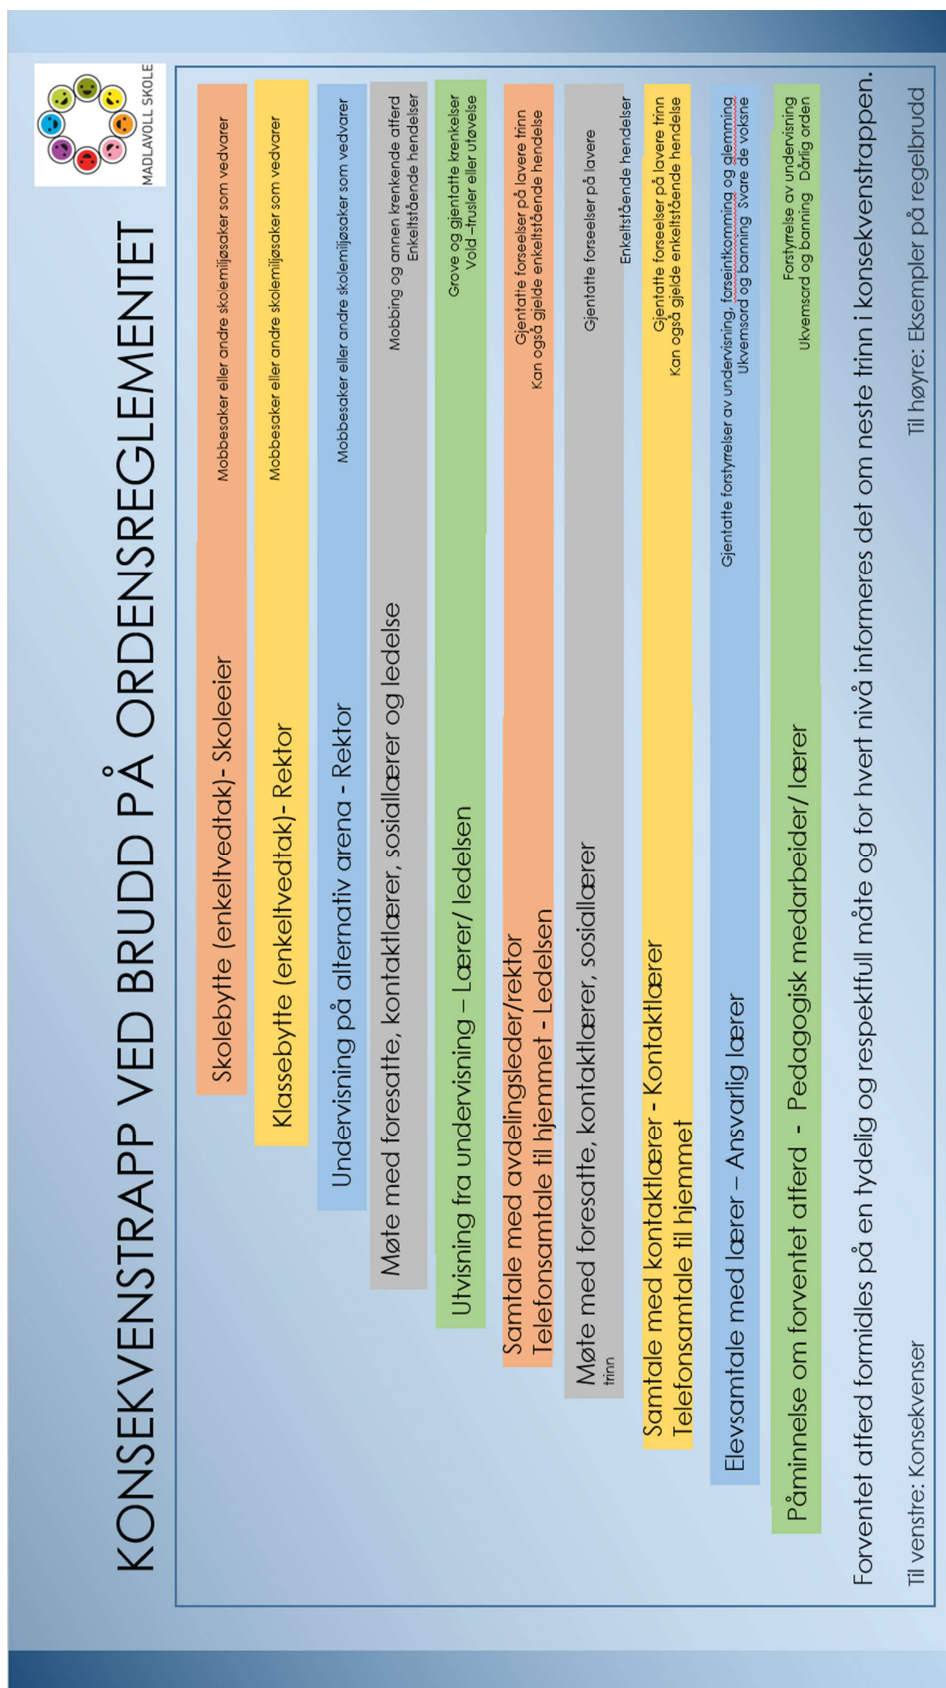 KONSEKVENSTRAPP VED BRUDD PÅ ORDENSREGLEMENTET
MADLAVOLL SKOLE
Skolebytte (enkeltvedtak)- Skoleeier
Mobbesaker eller andre skolemiljøsaker som vedvarer
Klassebytte (enkeltvedtak)- Rektor
Mobbesaker eller andre skolemiljøsaker som vedvarer
Undervisning på alternativ arena - Rektor
Mobbesaker eller andre skolemiljøsaker som vedvarer
Møte med foresatte, kontaktlærer, sosiallærer og ledelse
Mobbing og annen krenkende atferd
Enkeltstående hendelser
Utvisning fra undervisning – Lærer/ ledelsen
Grove og gjentatte krenkelser
Vold –trusler eller utøvelse
Samtale med avdelingsleder/rektor
Telefonsamtale til hjemmet - Ledelsen
Gjentatte forseelser på lavere trinn
Kan også gjelde enkeltstående hendelse
Møte med foresatte, kontaktlærer, sosiallærer
Gjentatte forseelser på lavere
trinn
Enkeltstående hendelser
Samtale med kontaktlærer - Kontaktlærer
Telefonsamtale til hjemmet
Gjentatte forseelser på lavere trinn
Kan også gjelde enkeltstående hendelse
Elevsamtale med lærer – Ansvarlig lærer
Gjentatte forstyrrelser av undervisning, forseintkomming og glemming
Ukvemsord og banning Svare de voksne
Påminnelse om forventet atferd - Pedagogisk medarbeider/ lærer
Forstyrrelse av undervisning
Ukvemsord og banning Dårlig orden
Forventet atferd formidles på en tydelig og respektfull måte og for hvert nivå informeres det om neste trinn i konsekvenstrappen.
Til venstre: Konsekvenser
Til høyre: Eksempler på regelbrudd